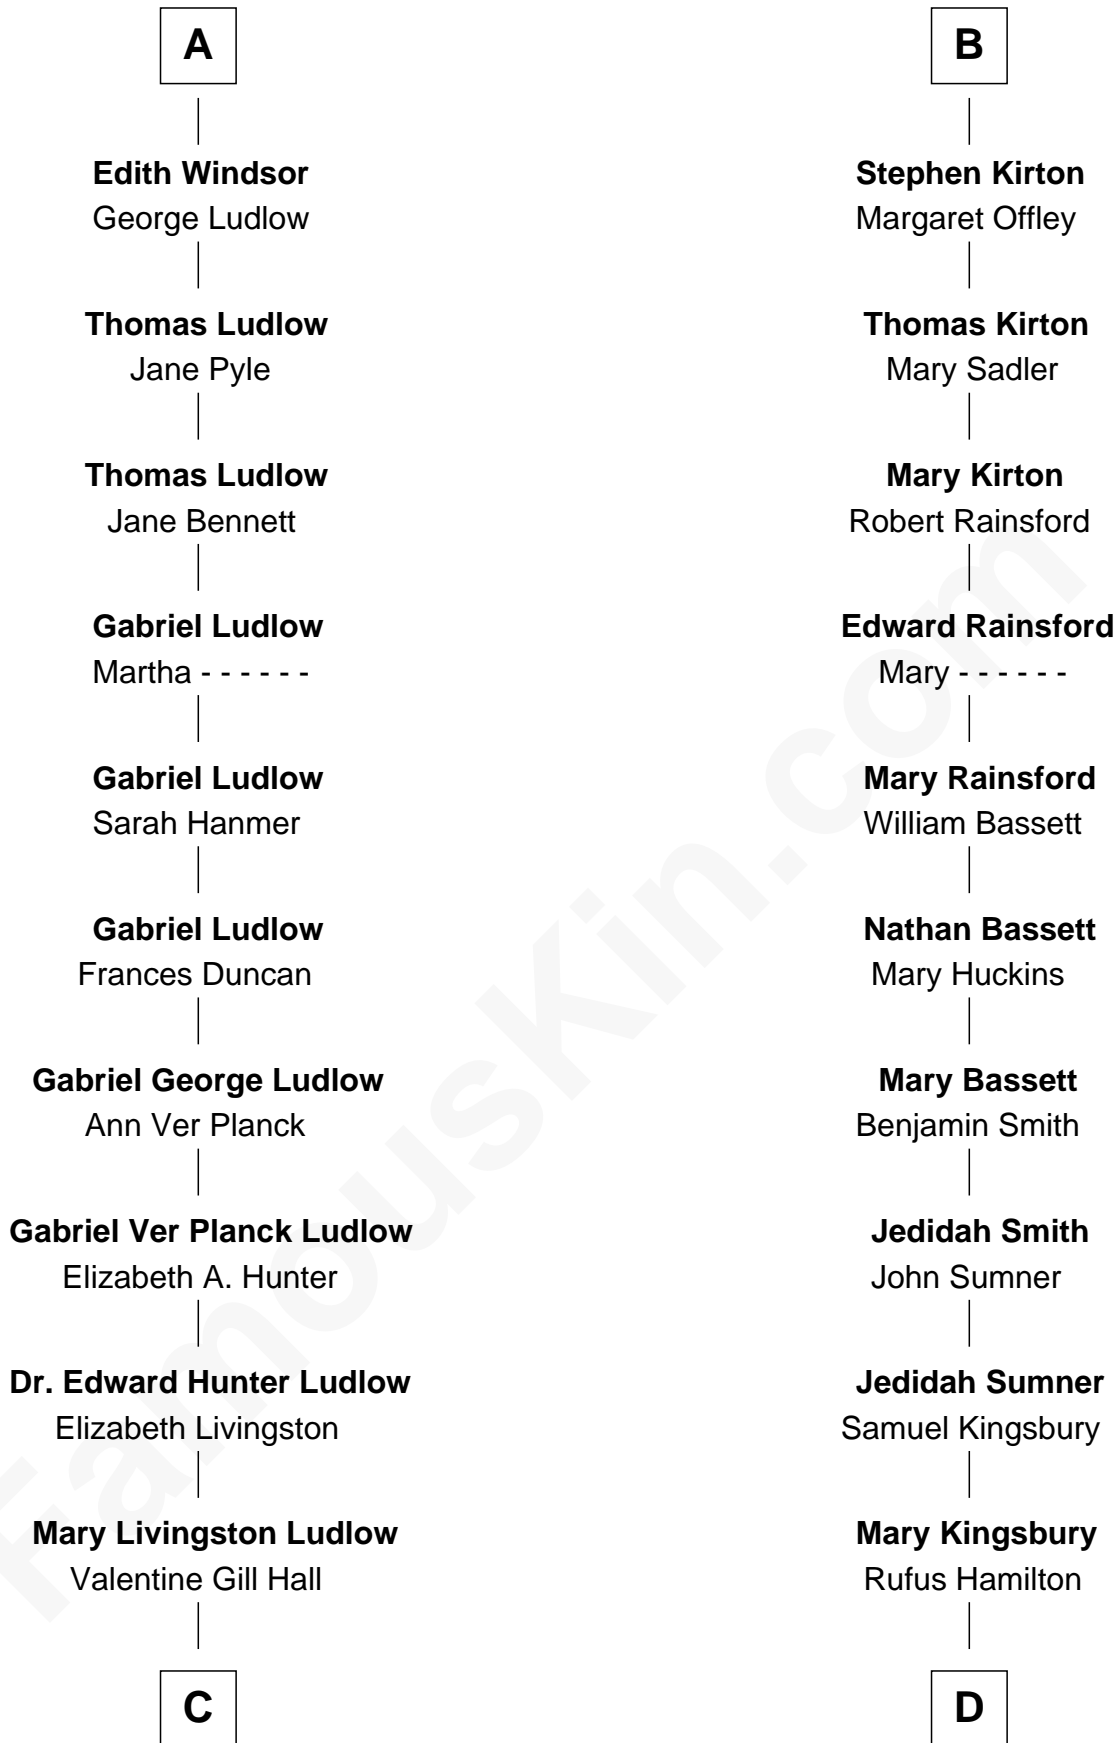 A
Edith Windsor
George Ludlow
Thomas Ludlow
Jane Pyle
Thomas Ludlow
Jane Bennett
Gabriel Ludlow
Martha - - - - - -
Gabriel Ludlow
Sarah Hanmer
Gabriel Ludlow
Frances Duncan
Gabriel George Ludlow
Ann Ver Planck
Gabriel Ver Planck Ludlow
Elizabeth A. Hunter
Dr. Edward Hunter Ludlow
Elizabeth Livingston
Mary Livingston Ludlow
Valentine Gill Hall
C
B
Stephen Kirton
Margaret Offley
Thomas Kirton
Mary Sadler
Mary Kirton
Robert Rainsford
Edward Rainsford
Mary - - - - - -
Mary Rainsford
William Bassett
Nathan Bassett
Mary Huckins
Mary Bassett
Benjamin Smith
Jedidah Smith
John Sumner
Jedidah Sumner
Samuel Kingsbury
Mary Kingsbury
Rufus Hamilton
D
FamousKin.com